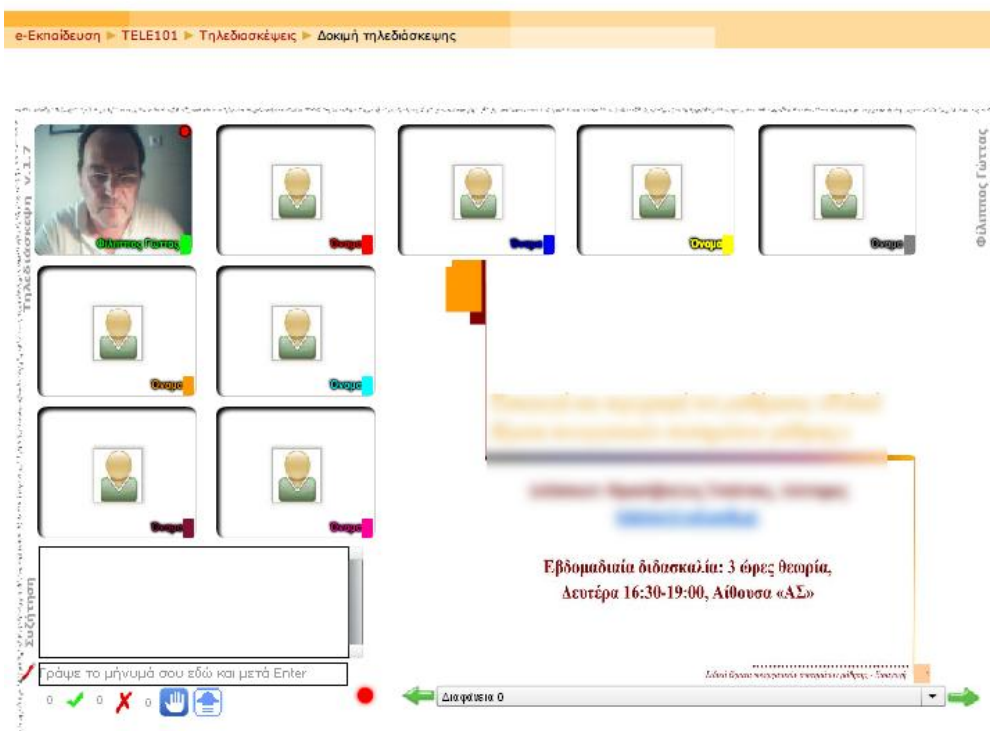 e-Εκπαίδευση ► TELE101 ► Τηλεδιασκέψεις ► Δοκιμή τηλεδιάσκεψης
Τηλεδιάσκεψη v.1.7
Φίλιππας Γώττας
Φίλιππας Γώττας
Όνομα
Όνομα
Όνομα
Όνομα
Όνομα
Όνομα
Όνομα
Όνομα
Εβδομαδιαία διδασκαλία: 3 ώρες θεωρία,
Δευτέρα 16:30-19:00, Αίθουσα «ΑΣ»
Συζήτηση
Γράψε το μήνυμά σου εδώ και μετά Enter
0 0 0
Διαφάνεια 0